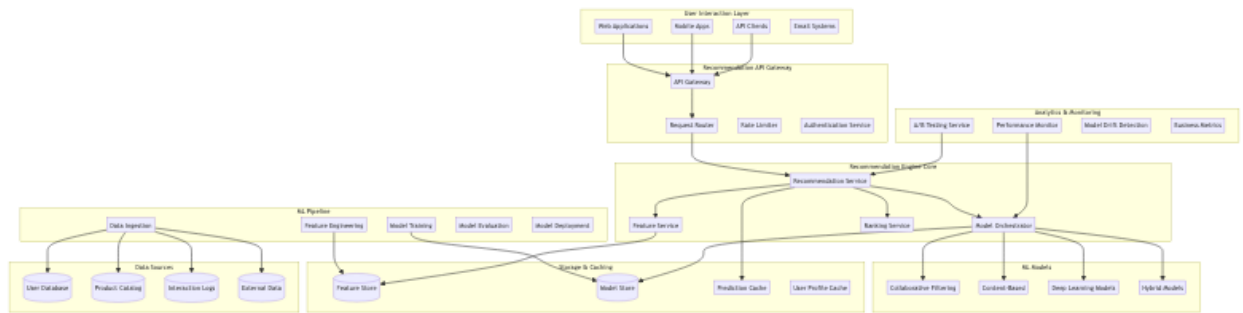 User Interaction Layer
Web Applications
Mobile Apps
API Clients
Email Systems
Recommendation API Gateway
API Gateway
Request Router
Rate Limiter
Authentication Service
Analytics & Monitoring
A/B Testing Service
Performance Monitor
Model Drift Detection
Business Metrics
Recommendation Engine Core
Recommendation Service
Feature Service
Ranking Service
Model Orchestrator
ML Pipeline
Data Ingestion
Feature Engineering
Model Training
Model Evaluation
Model Deployment
Data Sources
User Database
Product Catalog
Interaction Logs
External Data
Storage & Caching
Feature Store
Model Store
Prediction Cache
User Profile Cache
ML Models
Collaborative Filtering
Content-Based
Deep Learning Models
Hybrid Models